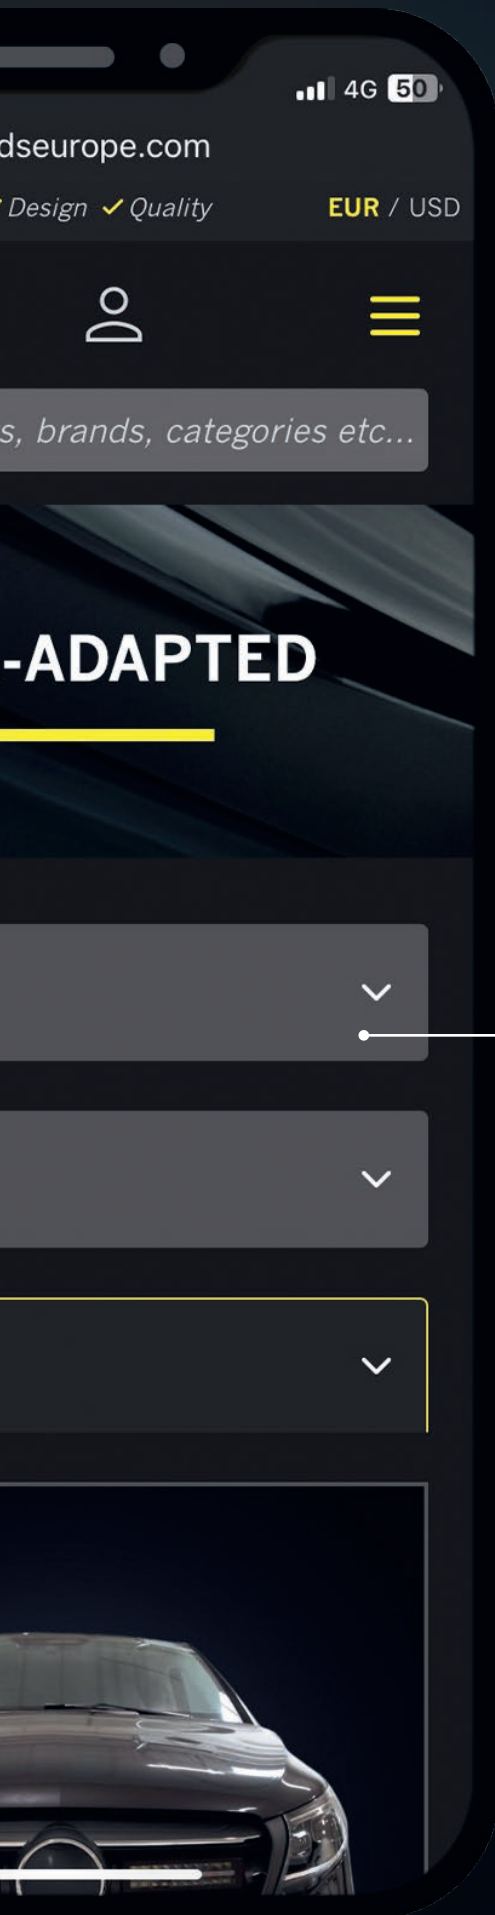 4G 50
dseurope.com
Design ✓ Quality EUR / USD
s, brands, categories etc...
-ADAPTED